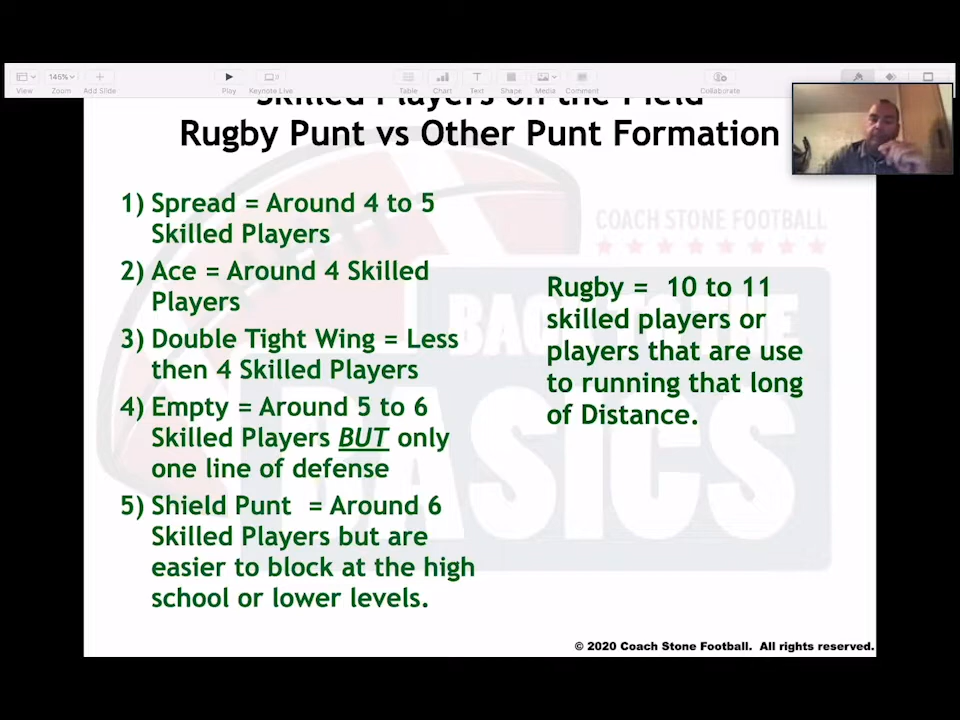 146%
View
Zoom
Add Slide
Play
Keynote Live
Table
Chart
Text
Shape
Media
Comment
Collaborate
Skilled Players on the Field
Rugby Punt vs Other Punt Formation
1) Spread = Around 4 to 5
Skilled Players
2) Ace = Around 4 Skilled
Players
3) Double Tight Wing = Less
then 4 Skilled Players
4) Empty = Around 5 to 6
Skilled Players BUT only
one line of defense
5) Shield Punt = Around 6
Skilled Players but are
easier to block at the high
school or lower levels.
COACH STONE FOOTBALL
BACK TO THE
BASICS
Rugby = 10 to 11
skilled players or
players that are use
to running that long
of Distance.
© 2020 Coach Stone Football. All rights reserved.